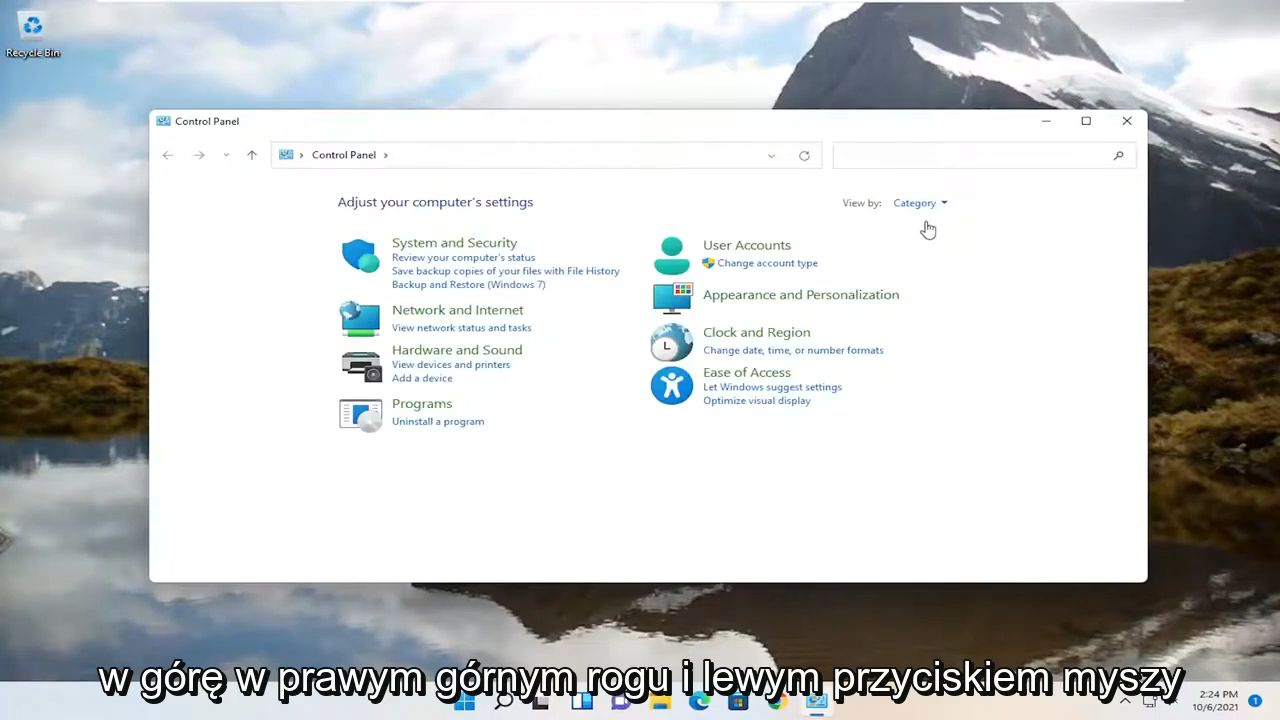 Recycle Bin
Control Panel
Control Panel
Adjust your computer's settings
View by: Category
System and Security
Review your computer's status
Save backup copies of your files with File History
Backup and Restore (Windows 7)
Network and Internet
View network status and tasks
Hardware and Sound
View devices and printers
Add a device
Programs
Uninstall a program
User Accounts
Change account type
Appearance and Personalization
Clock and Region
Change date, time, or number formats
Ease of Access
Let Windows suggest settings
Optimize visual display
w górę w prawym górnym rogu i lewym przyciskiem myszy
2:24 PM
10/6/2021
1